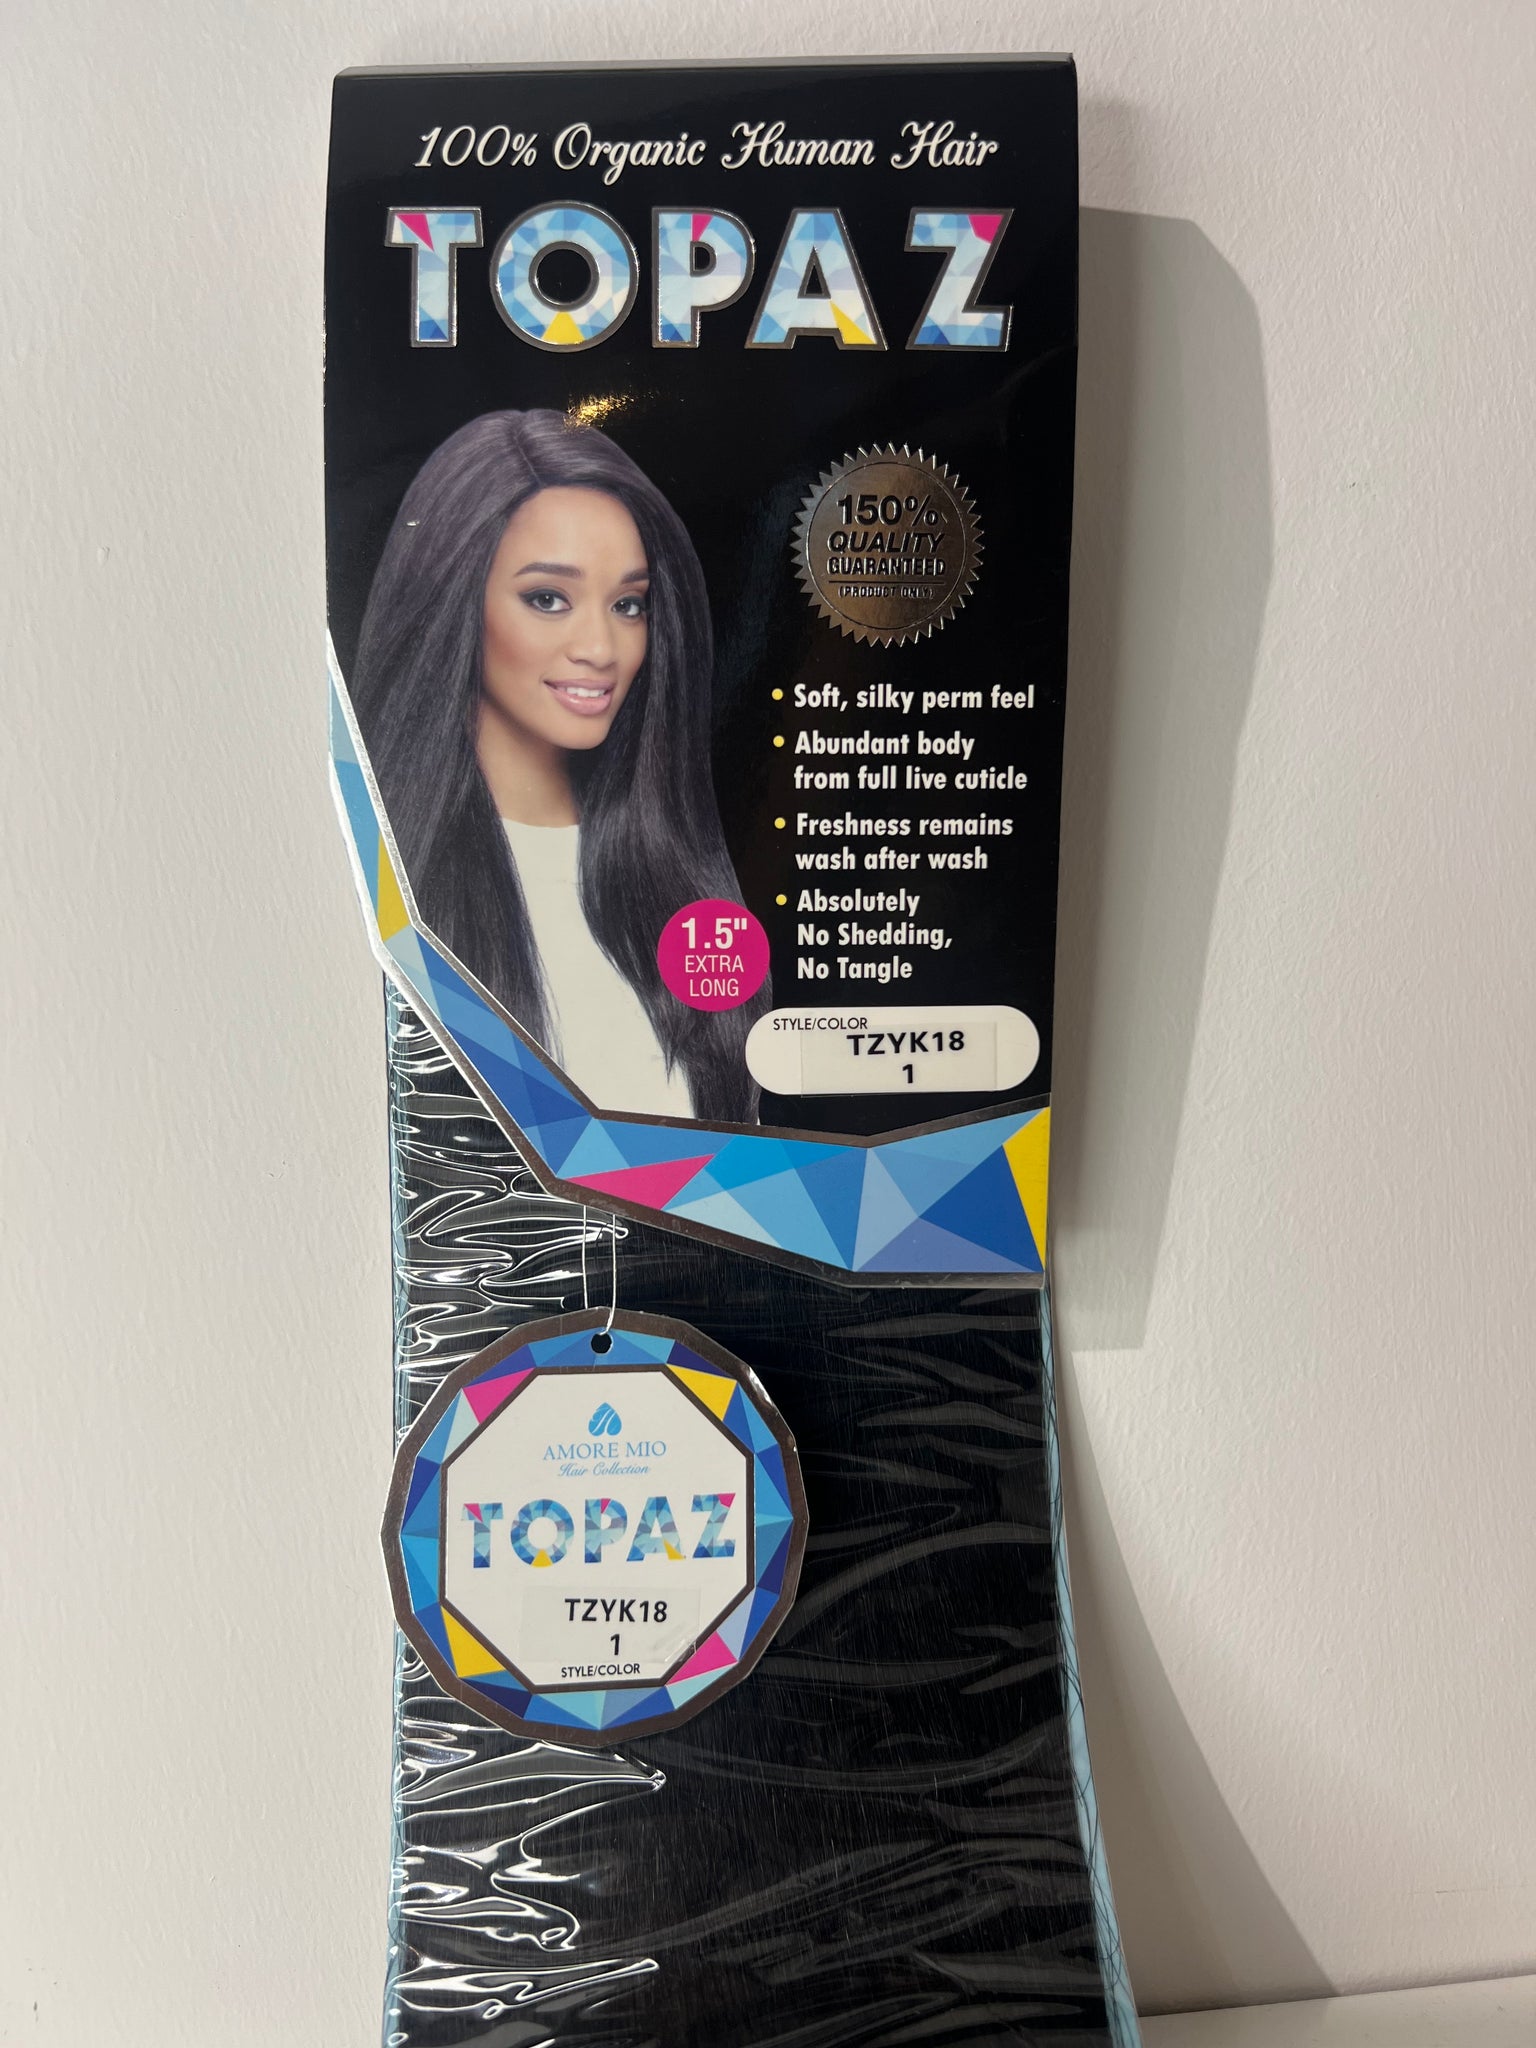 100% Organic Human Hair
TOPAZ
150%
QUALITY
GUARANTEED
(PRODUCT ONLY)
• Soft, silky perm feel
• Abundant body
from full live cuticle
• Freshness remains
wash after wash
• Absolutely
No Shedding,
No Tangle
1.5"
EXTRA
LONG
STYLE/COLOR
TZYK18
1
AMORE MIO
Hair Collection
TOPAZ
TZYK18
1
STYLE/COLOR